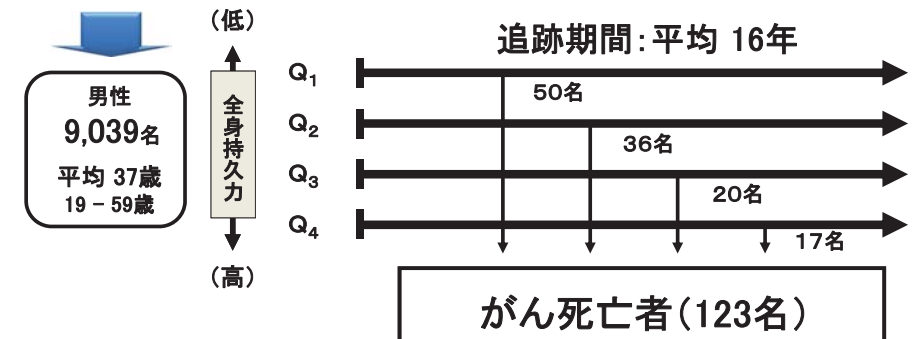 (低)
追跡期間：平均 16年
男性
9,039名
平均 37歳
19 − 59歳
全身持久力
Q1
50名
Q2
36名
Q3
20名
Q4
17名
(高)
がん死亡者(123名)